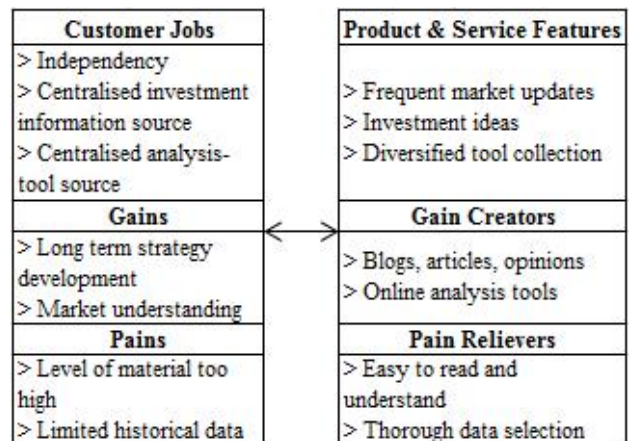 Customer Jobs
> Independency
> Centralised investment
information source
> Centralised analysis-
tool source
Gains
> Long term strategy
development
> Market understanding
Pains
> Level of material too
high
> Limited historical data
Product & Service Features
> Frequent market updates
> Investment ideas
> Diversified tool collection
Gain Creators
> Blogs, articles, opinions
> Online analysis tools
Pain Relievers
> Easy to read and
understand
> Thorough data selection